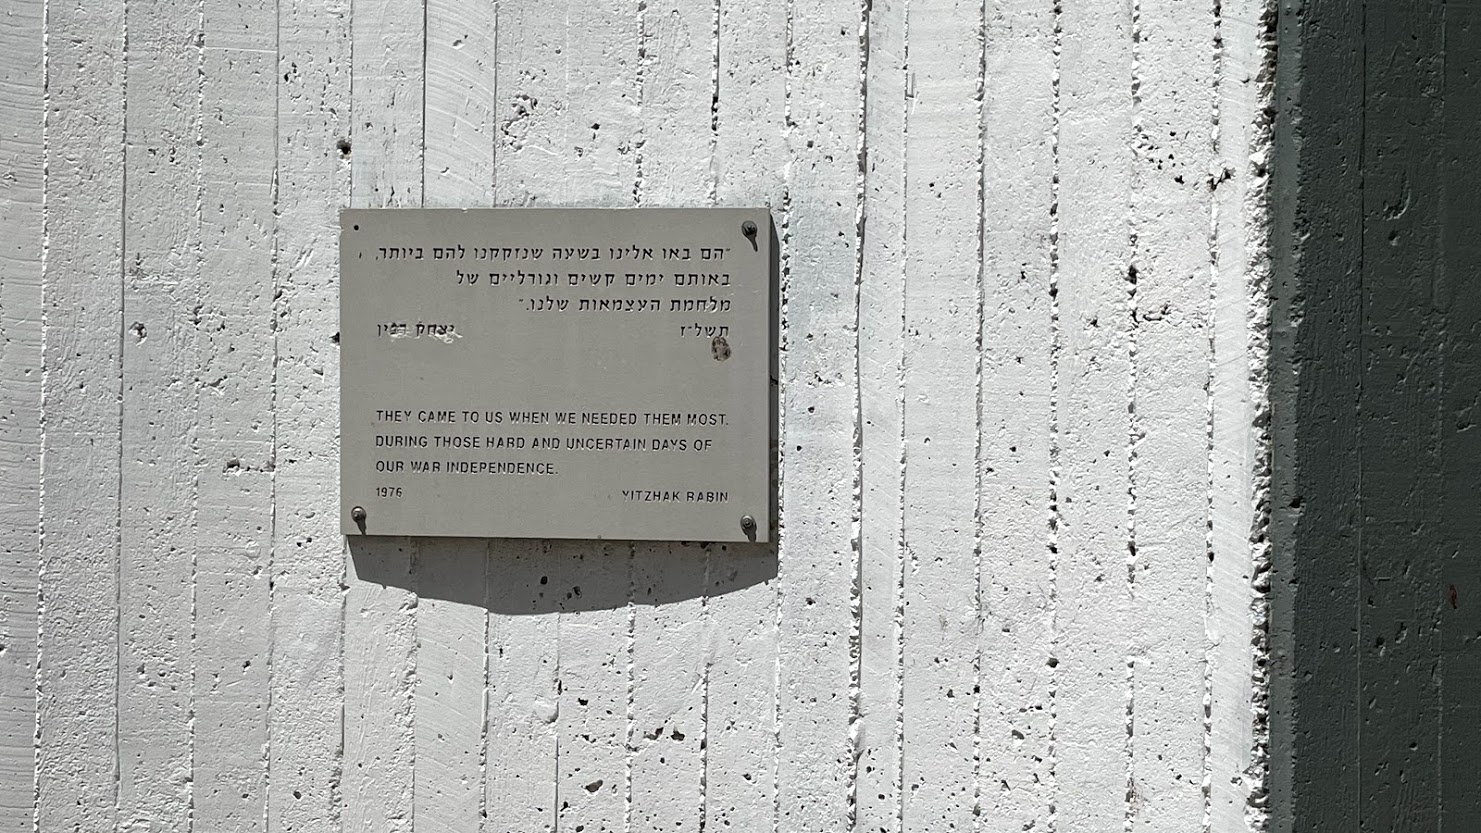 "הם באו אלינו בשעה שנזקקנו להם ביותר,
באותם ימים קשים וגורליים של
מלחמת העצמאות שלנו."
תשל"ז יצחק רבין
THEY CAME TO US WHEN WE NEEDED THEM MOST.
DURING THOSE HARD AND UNCERTAIN DAYS OF
OUR WAR INDEPENDENCE.
1976 YITZHAK RABIN